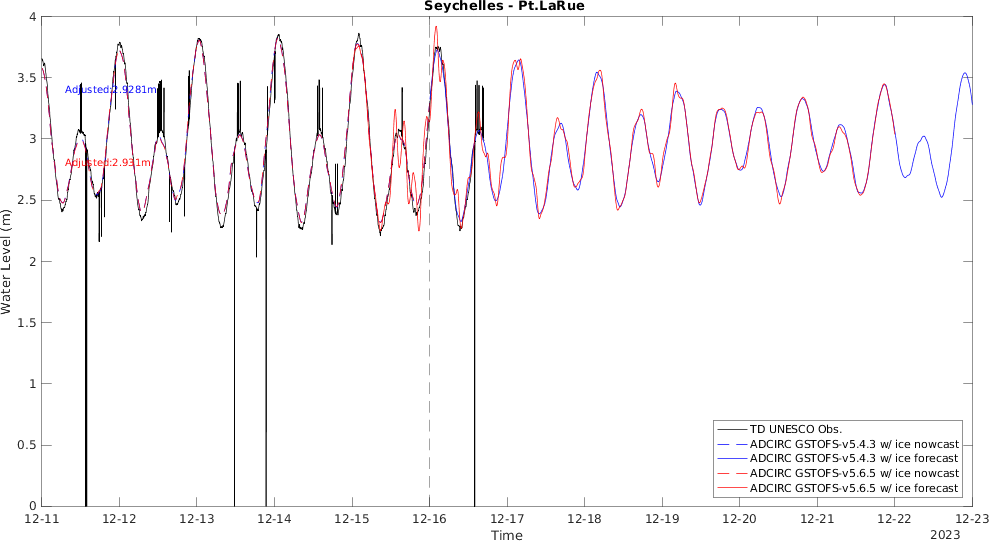 Seychelles - Pt.LaRue
4
3.5
3
2.5
2
1.5
1
0.5
0
Water Level (m)
Adjusted:2.9281m
Adjusted:2.931m
TD UNESCO Obs.
ADCIRC GSTOFS-v5.4.3 w/ ice nowcast
ADCIRC GSTOFS-v5.4.3 w/ ice forecast
ADCIRC GSTOFS-v5.6.5 w/ ice nowcast
ADCIRC GSTOFS-v5.6.5 w/ ice forecast
12-11 12-12 12-13 12-14 12-15 12-16 12-17 12-18 12-19 12-20 12-21 12-22 12-23
Time
2023